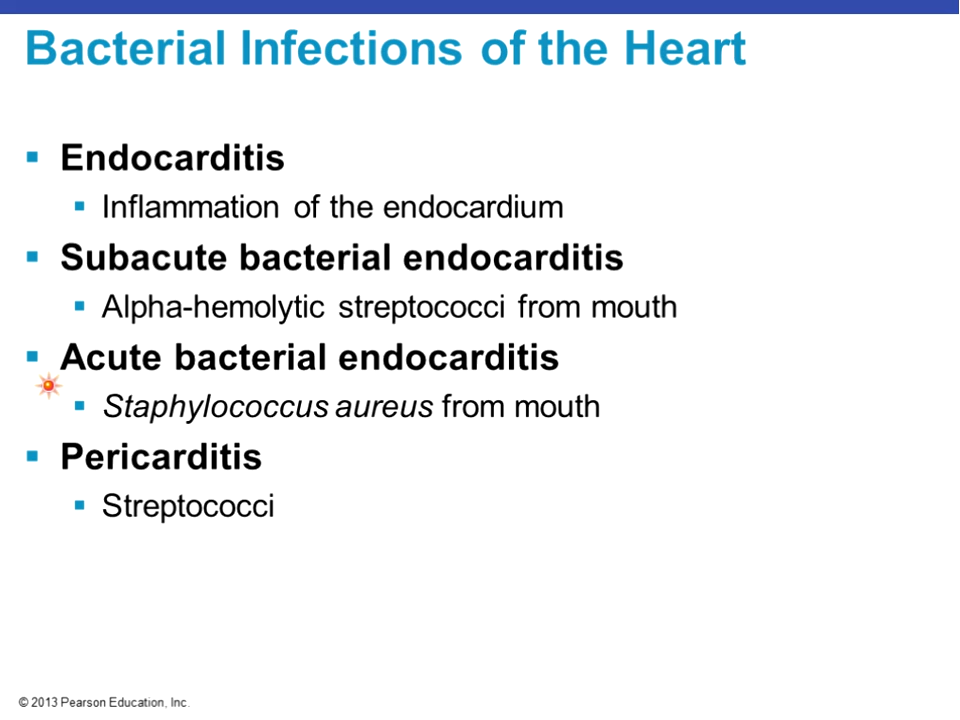 Bacterial Infections of the Heart
Endocarditis
Inflammation of the endocardium
Subacute bacterial endocarditis
Alpha-hemolytic streptococci from mouth
Acute bacterial endocarditis
Staphylococcus aureus from mouth
Pericarditis
Streptococci
© 2013 Pearson Education, Inc.